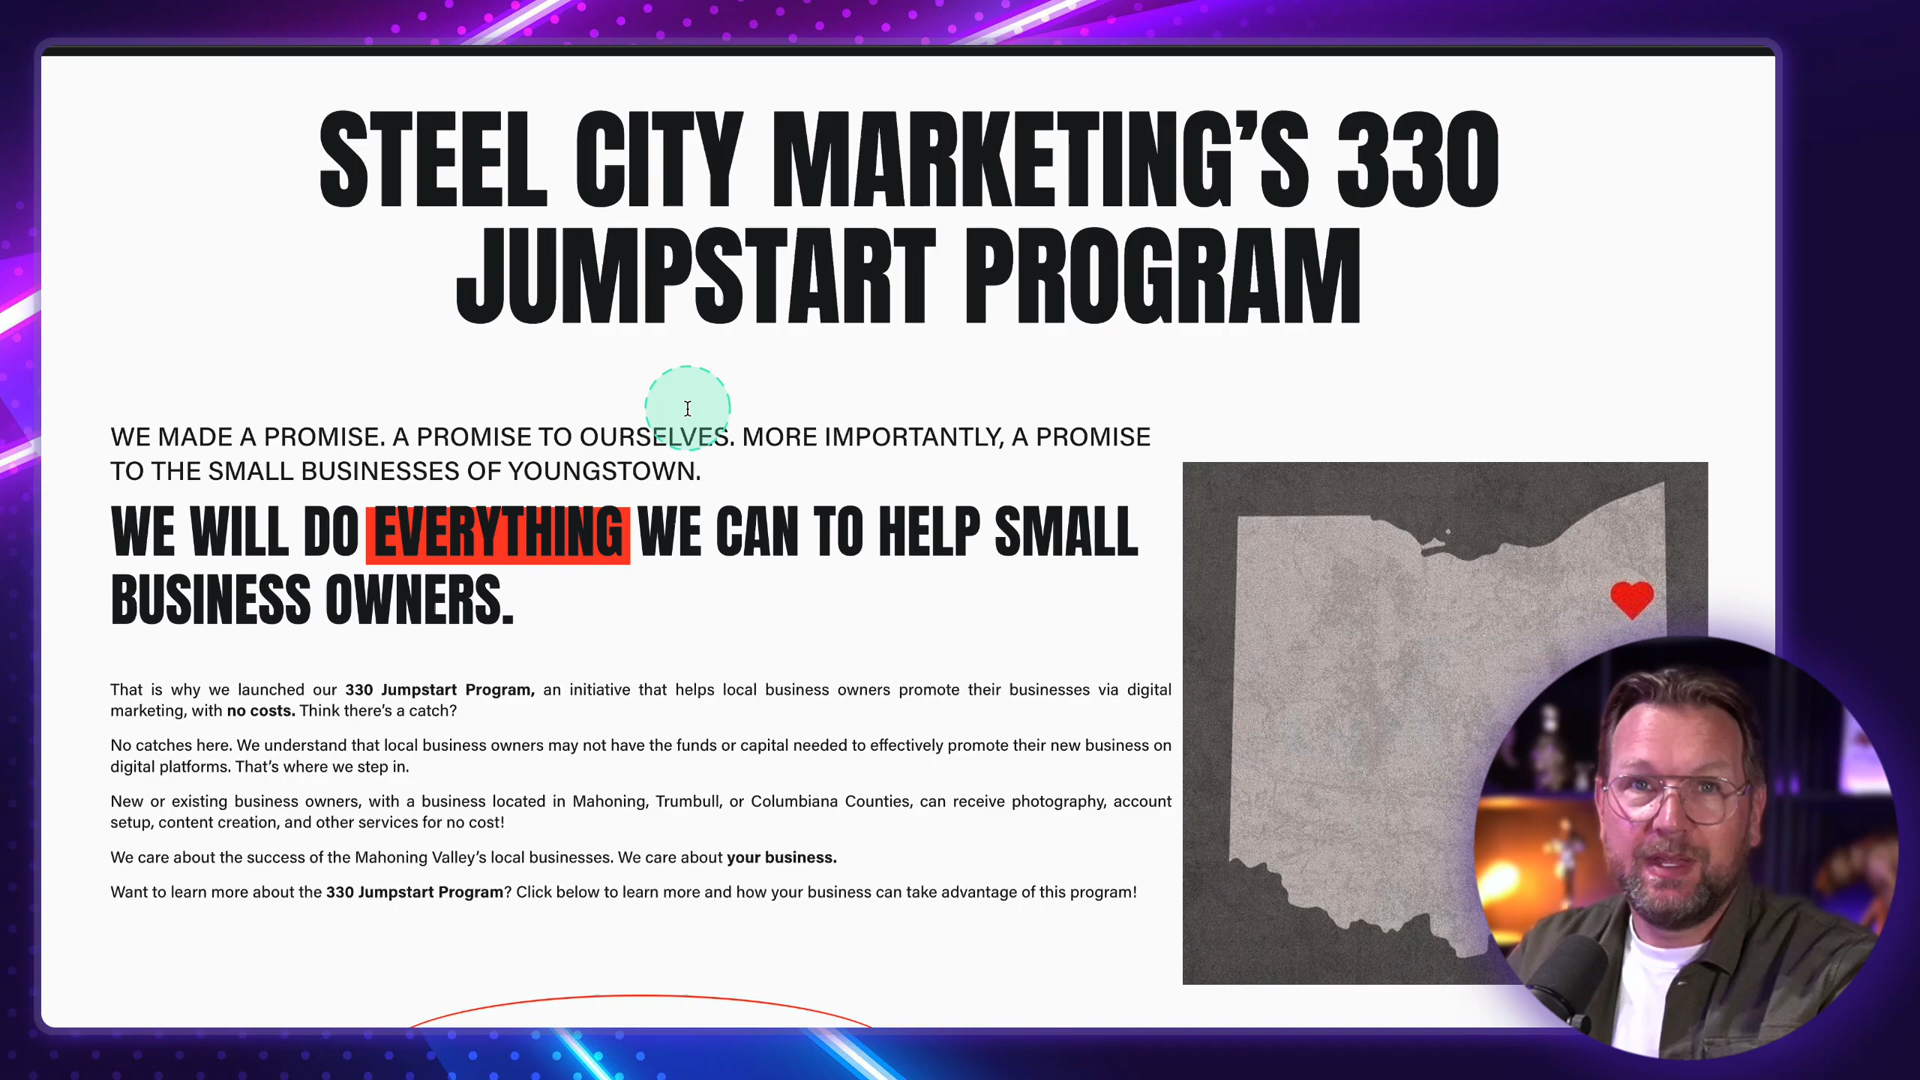 STEEL CITY MARKETING’S 330
JUMPSTART PROGRAM
WE MADE A PROMISE. A PROMISE TO OURSELVES. MORE IMPORTANTLY, A PROMISE
TO THE SMALL BUSINESSES OF YOUNGSTOWN.
WE WILL DO EVERYTHING WE CAN TO HELP SMALL
BUSINESS OWNERS.
That is why we launched our 330 Jumpstart Program, an initiative that helps local business owners promote their businesses via digital
marketing, with no costs. Think there’s a catch?
No catches here. We understand that local business owners may not have the funds or capital needed to effectively promote their new business on
digital platforms. That’s where we step in.
New or existing business owners, with a business located in Mahoning, Trumbull, or Columbiana Counties, can receive photography, account
setup, content creation, and other services for no cost!
We care about the success of the Mahoning Valley’s local businesses. We care about your business.
Want to learn more about the 330 Jumpstart Program? Click below to learn more and how your business can take advantage of this program!